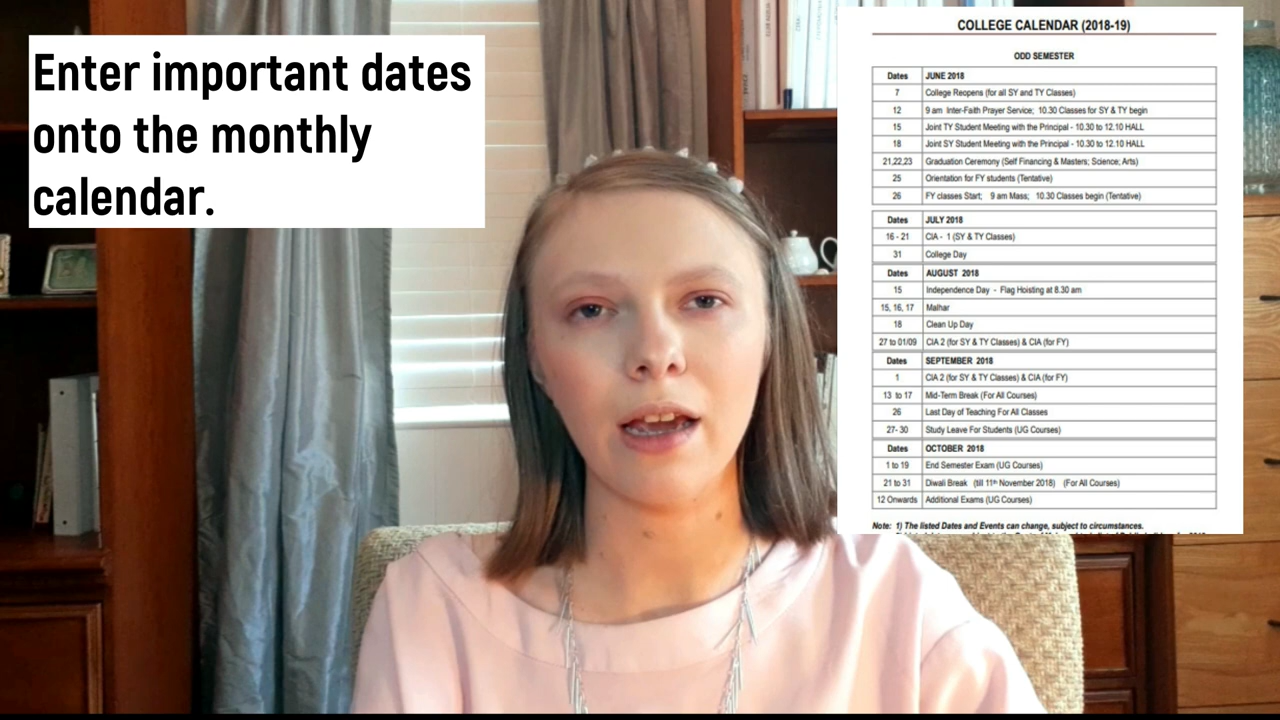 Enter important dates
onto the monthly
calendar.
COLLEGE CALENDAR (2018-19)
ODD SEMESTER
Dates JUNE 2018
7 College Reopens (for all SY and TY Classes)
12 9 am Inter-Faith Prayer Service; 10.30 Classes for SY & TY begin
15 Joint TY Student Meeting with the Principal - 10.30 to 12.10 HALL
18 Joint SY Student Meeting with the Principal - 10.30 to 12.10 HALL
21,22,23 Graduation Ceremony (Self Financing & Masters; Science; Arts)
25 Orientation for FY students (Tentative)
26 FY classes Start; 9 am Mass; 10.30 Classes begin (Tentative)
Dates JULY 2018
16 - 21 CIA - 1 (SY & TY Classes)
31 College Day
Dates AUGUST 2018
15 Independence Day - Flag Hoisting at 8.30 am
15, 16, 17 Malhar
18 Clean Up Day
27 to 01/09 CIA 2 (for SY & TY Classes) & CIA (for FY)
Dates SEPTEMBER 2018
1 CIA 2 (for SY & TY Classes) & CIA (for FY)
13 to 17 Mid-Term Break (For All Courses)
26 Last Day of Teaching For All Classes
27- 30 Study Leave For Students (UG Courses)
Dates OCTOBER 2018
1 to 19 End Semester Exam (UG Courses)
21 to 31 Diwali Break (till 11th November 2018) (For All Courses)
12 Onwards Additional Exams (UG Courses)
Note: 1) The listed Dates and Events can change, subject to circumstances.